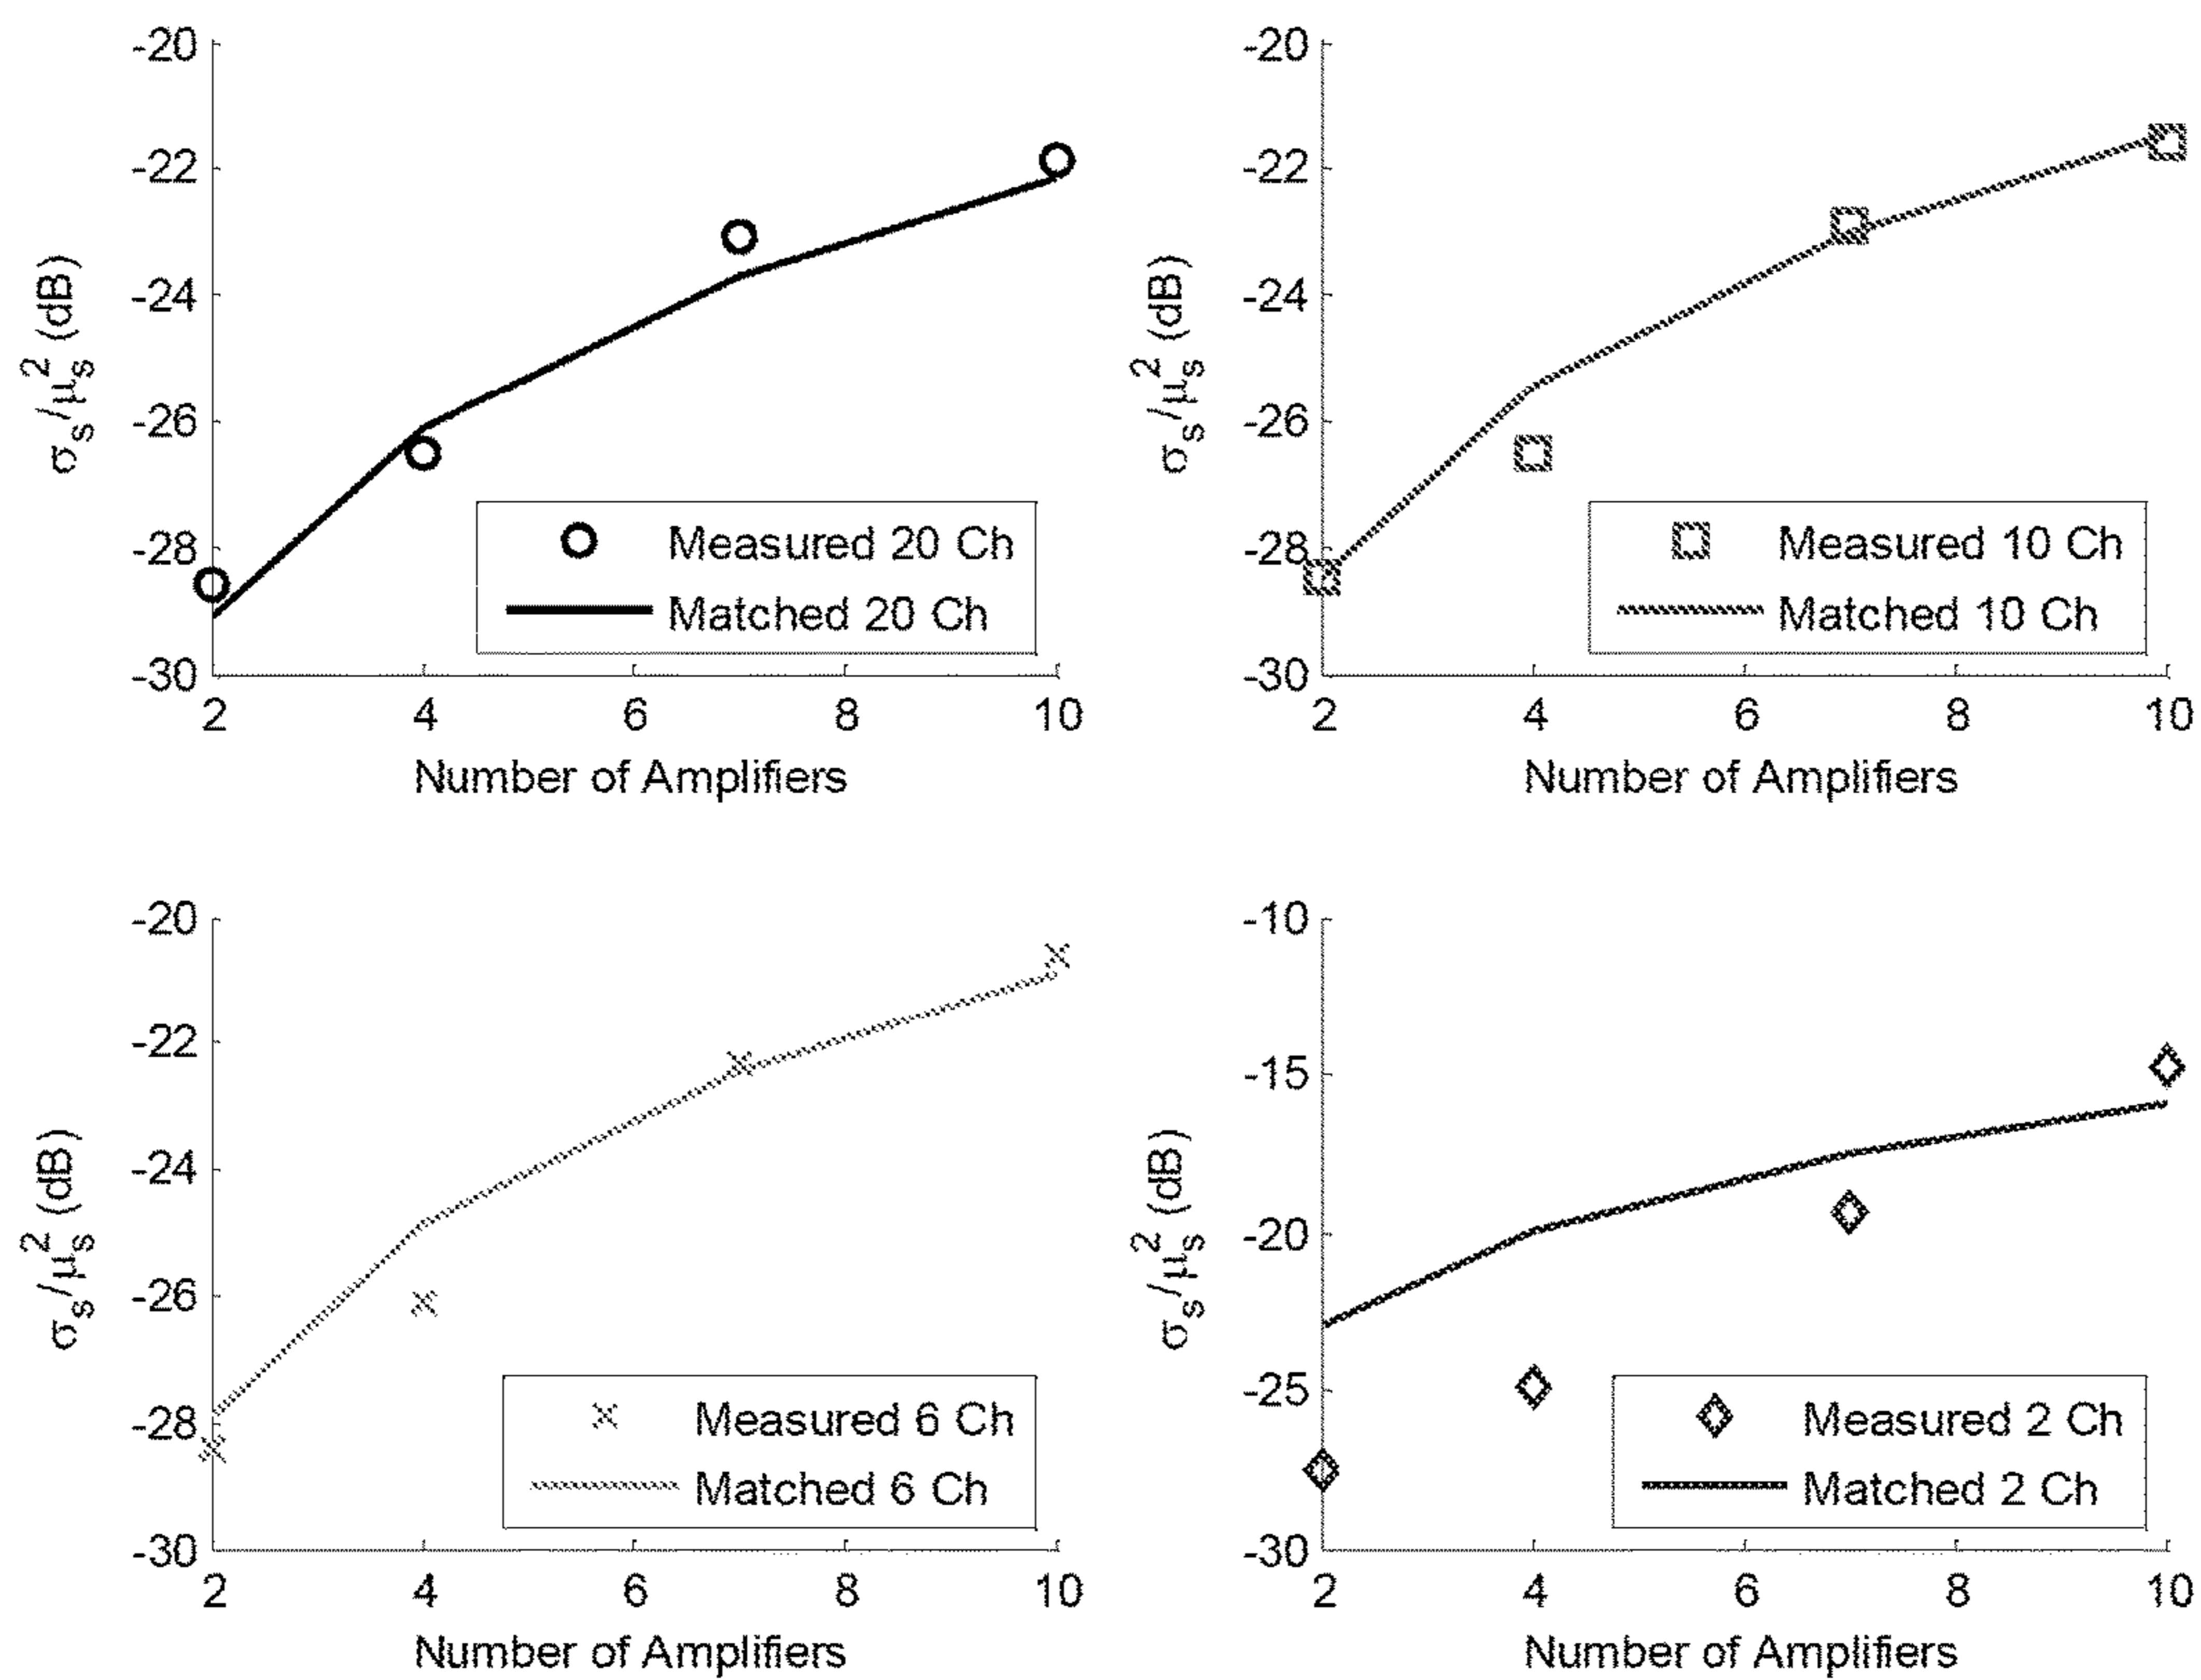 -20
-22
-24
-26
-28
-30
σs/μs2 (dB)
Measured 20 Ch
Matched 20 Ch
2 4 6 8 10
Number of Amplifiers
-20
-22
-24
-26
-28
-30
σs/μs2 (dB)
Measured 10 Ch
Matched 10 Ch
2 4 6 8 10
Number of Amplifiers
-20
-22
-24
-26
-28
-30
σs/μs2 (dB)
Measured 6 Ch
Matched 6 Ch
2 4 6 8 10
Number of Amplifiers
-10
-15
-20
-25
-30
σs/μs2 (dB)
Measured 2 Ch
Matched 2 Ch
2 4 6 8 10
Number of Amplifiers